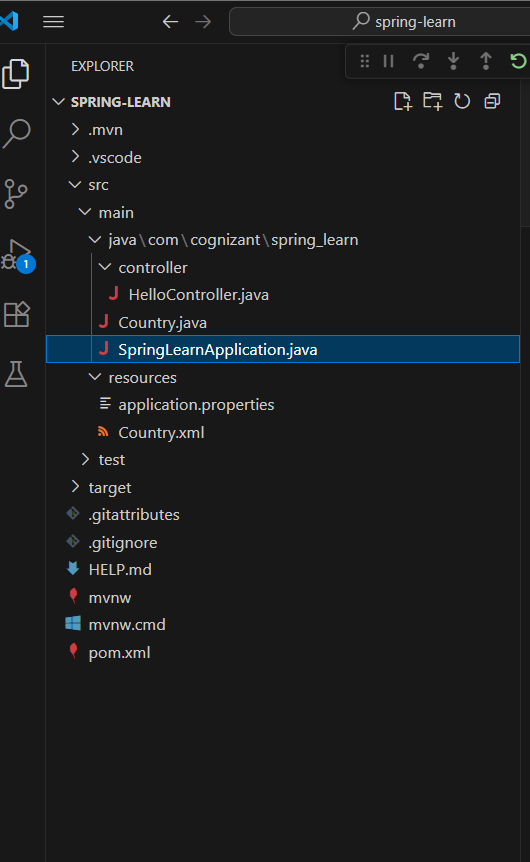 spring-learn
EXPLORER
SPRING-LEARN
.mvn
.vscode
src
main
java\com\cognizant\spring_learn
controller
J HelloController.java
J Country.java
J SpringLearnApplication.java
resources
application.properties
Country.xml
test
1
target
.gitattributes
.gitignore
HELP.md
mvnw
mvnw.cmd
pom.xml